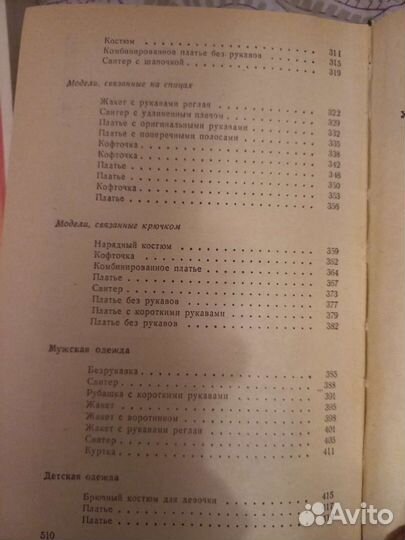 Костюм . . . 311
Комбинированное платье без рукавов . . . 315
Свитер с шапочкой . . . 319
Модели, связанные на спицах
Жакет с рукавами реглан . . . 322
Свитер с удлиненным плечом . . . 329
Платье с оригинальными рукавами . . . 332
Платье с поперечными полосами . . . 335
Кофточка . . . 338
Кофточка . . . 342
Платье . . . 348
Платье . . . 350
Кофточка . . . 353
Платье . . . 356
Модели, связанные крючком
Нарядный костюм . . . 359
Кофточка . . . 362
Комбинированное платье . . . 364
Платье . . . 367
Свитер . . . 373
Платье без рукавов . . . 377
Платье с короткими рукавами . . . 379
Платье без рукавов . . . 382
Мужская одежда
Безрукавка . . . 385
Свитер . . . 388
Рубашка с короткими рукавами . . . 391
Жакет . . . 395
Жакет с воротником . . . 398
Жакет с рукавами реглан . . . 401
Свитер . . . 405
Куртка . . . 411
Детская одежда
Брючный костюм для девочки . . . 415
Платье . . .
Платье . . .
510
Avito